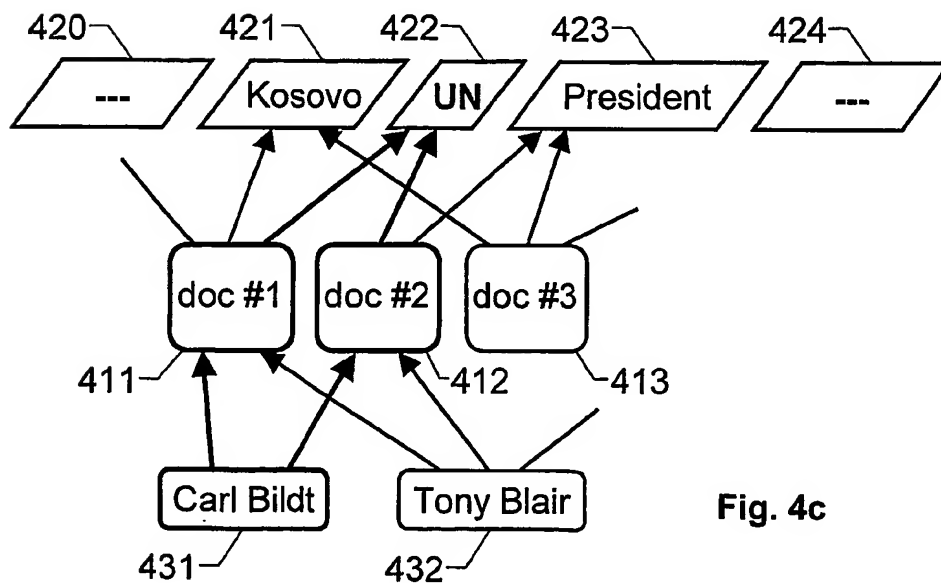 420 421 422 423 424
--- Kosovo UN President ---
doc #1 doc #2 doc #3
411 412 413
Carl Bildt Tony Blair
431 432
Fig. 4c